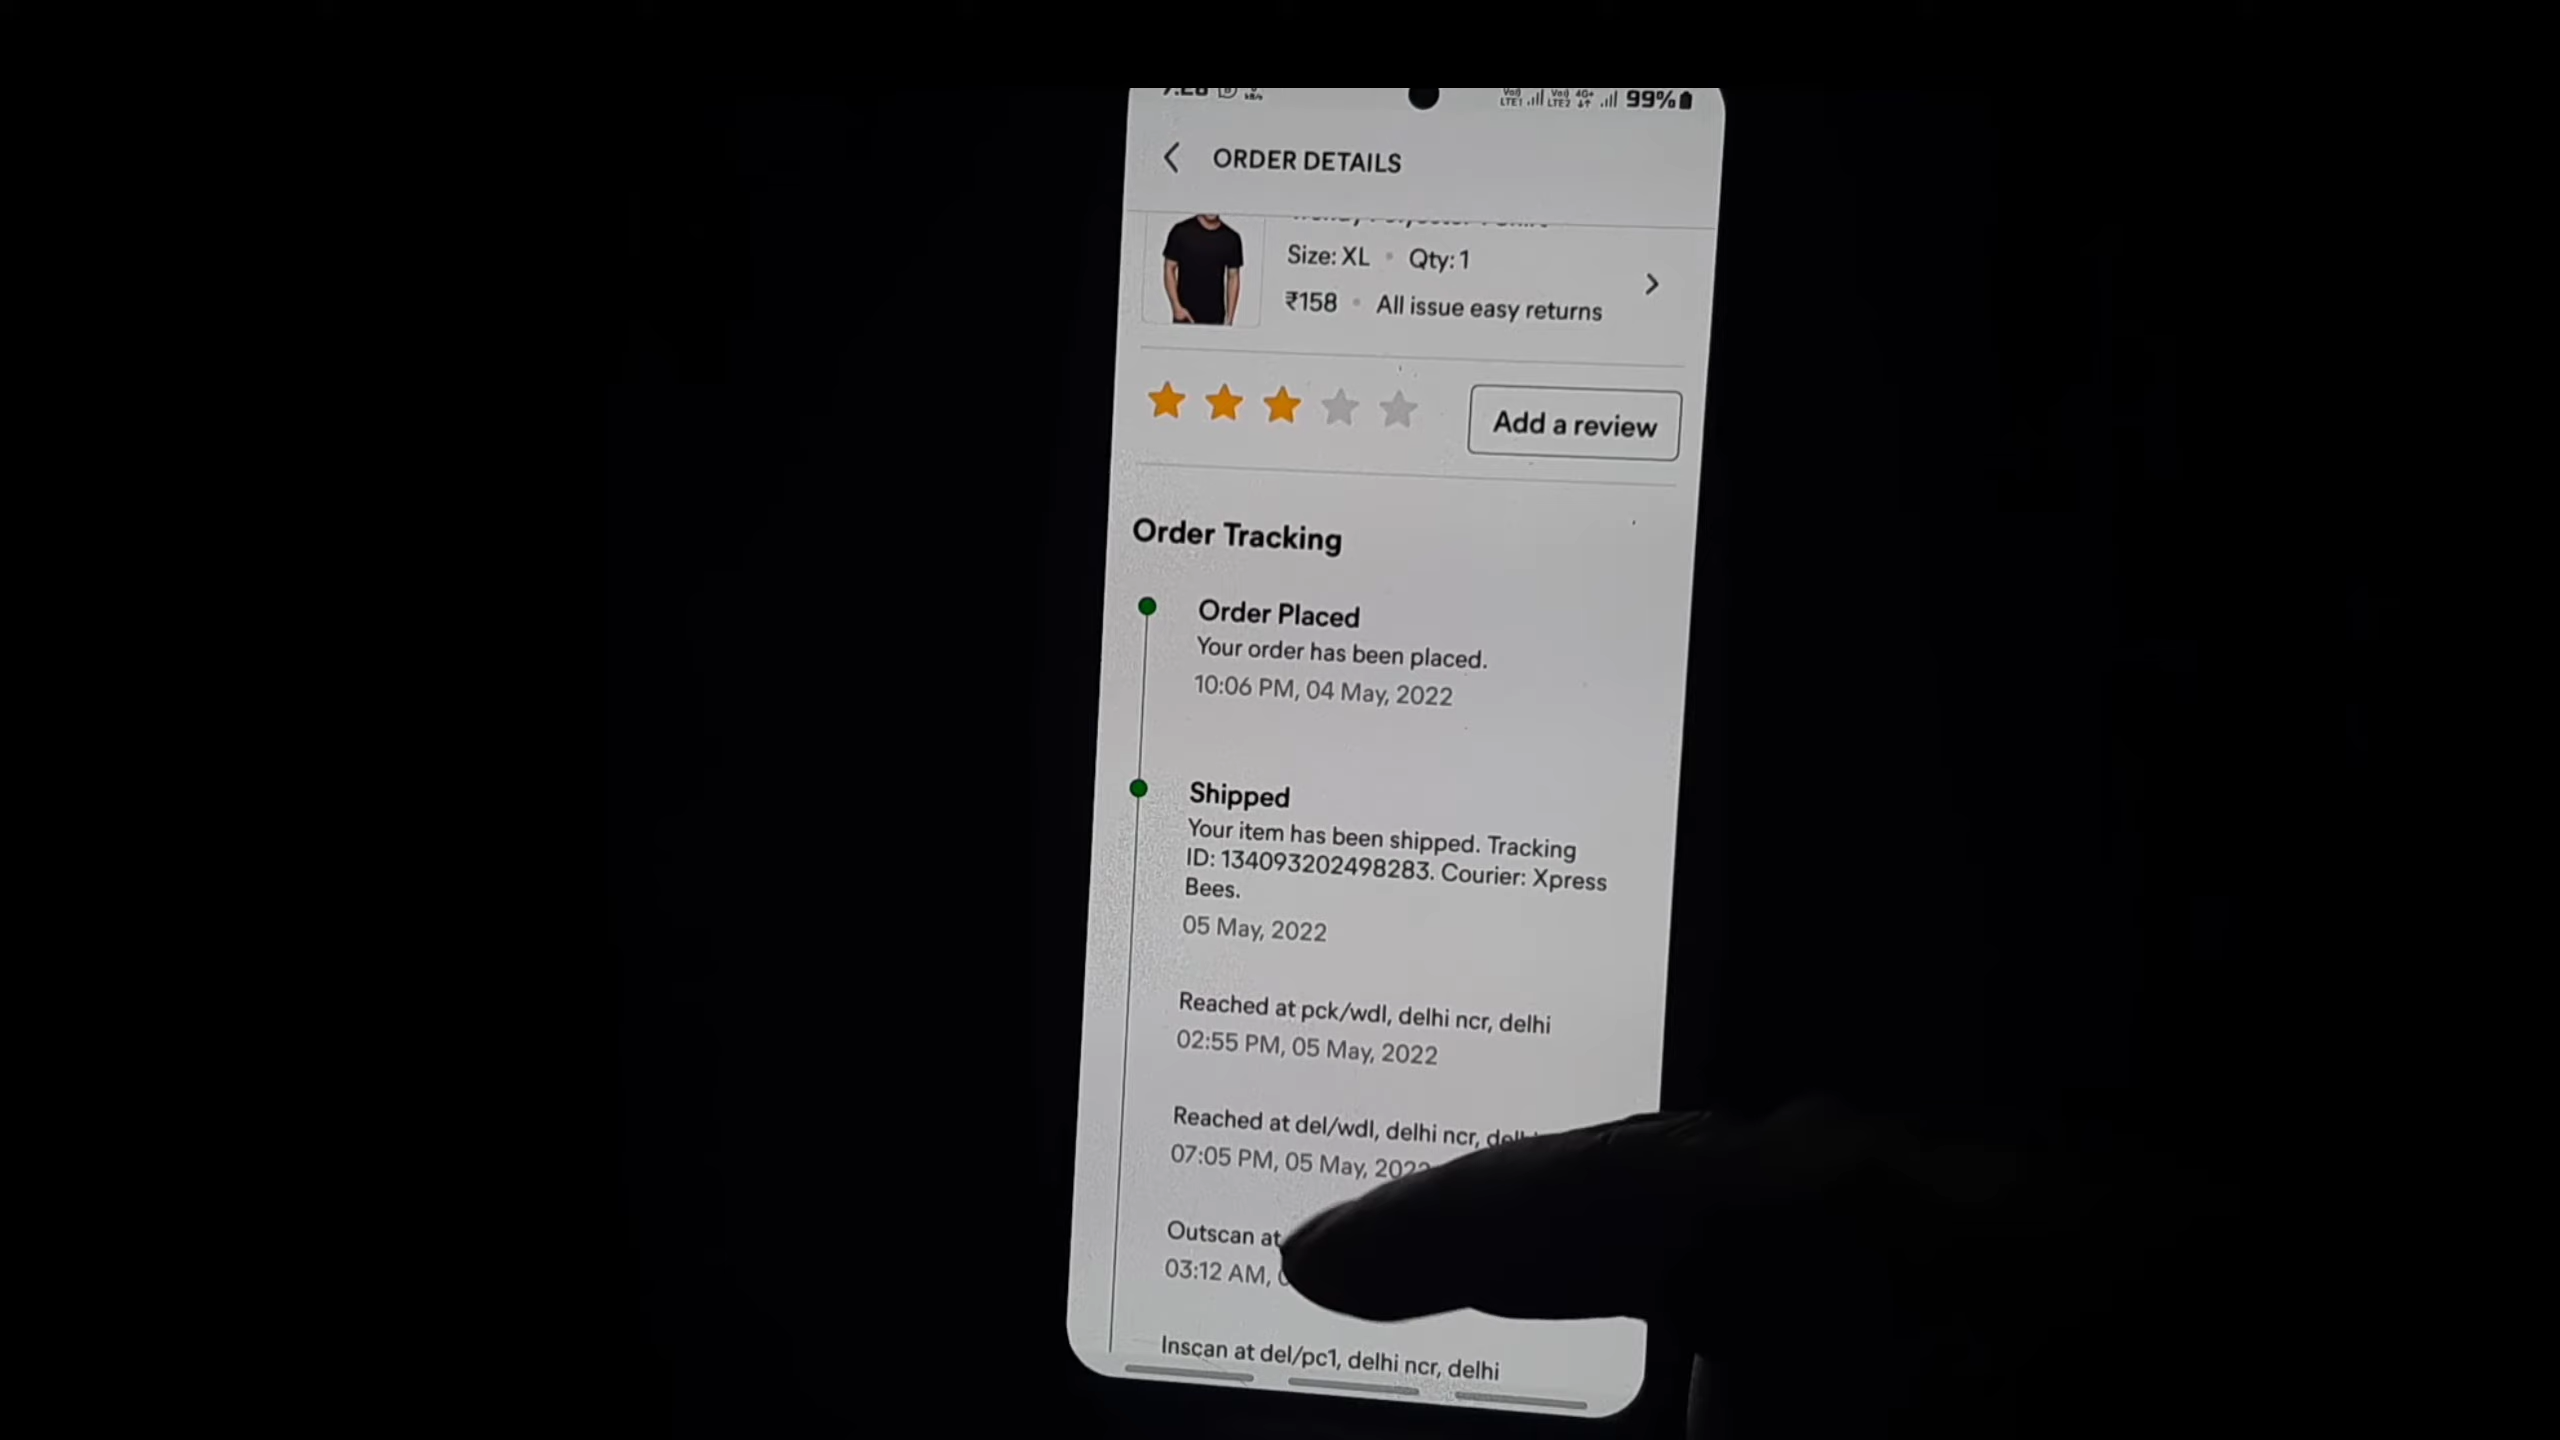 99%
ORDER DETAILS
Size: XL • Qty: 1
₹158 • All issue easy returns
Add a review
Order Tracking
Order Placed
Your order has been placed.
10:06 PM, 04 May, 2022
Shipped
Your item has been shipped. Tracking
ID: 134093202498283. Courier: Xpress
Bees.
05 May, 2022
Reached at pck/wdl, delhi ncr, delhi
02:55 PM, 05 May, 2022
Reached at del/wdl, delhi ncr,
07:05 PM, 05 May,
Outscan at
03:12 AM,
Inscan at del/pc1, delhi ncr, delhi